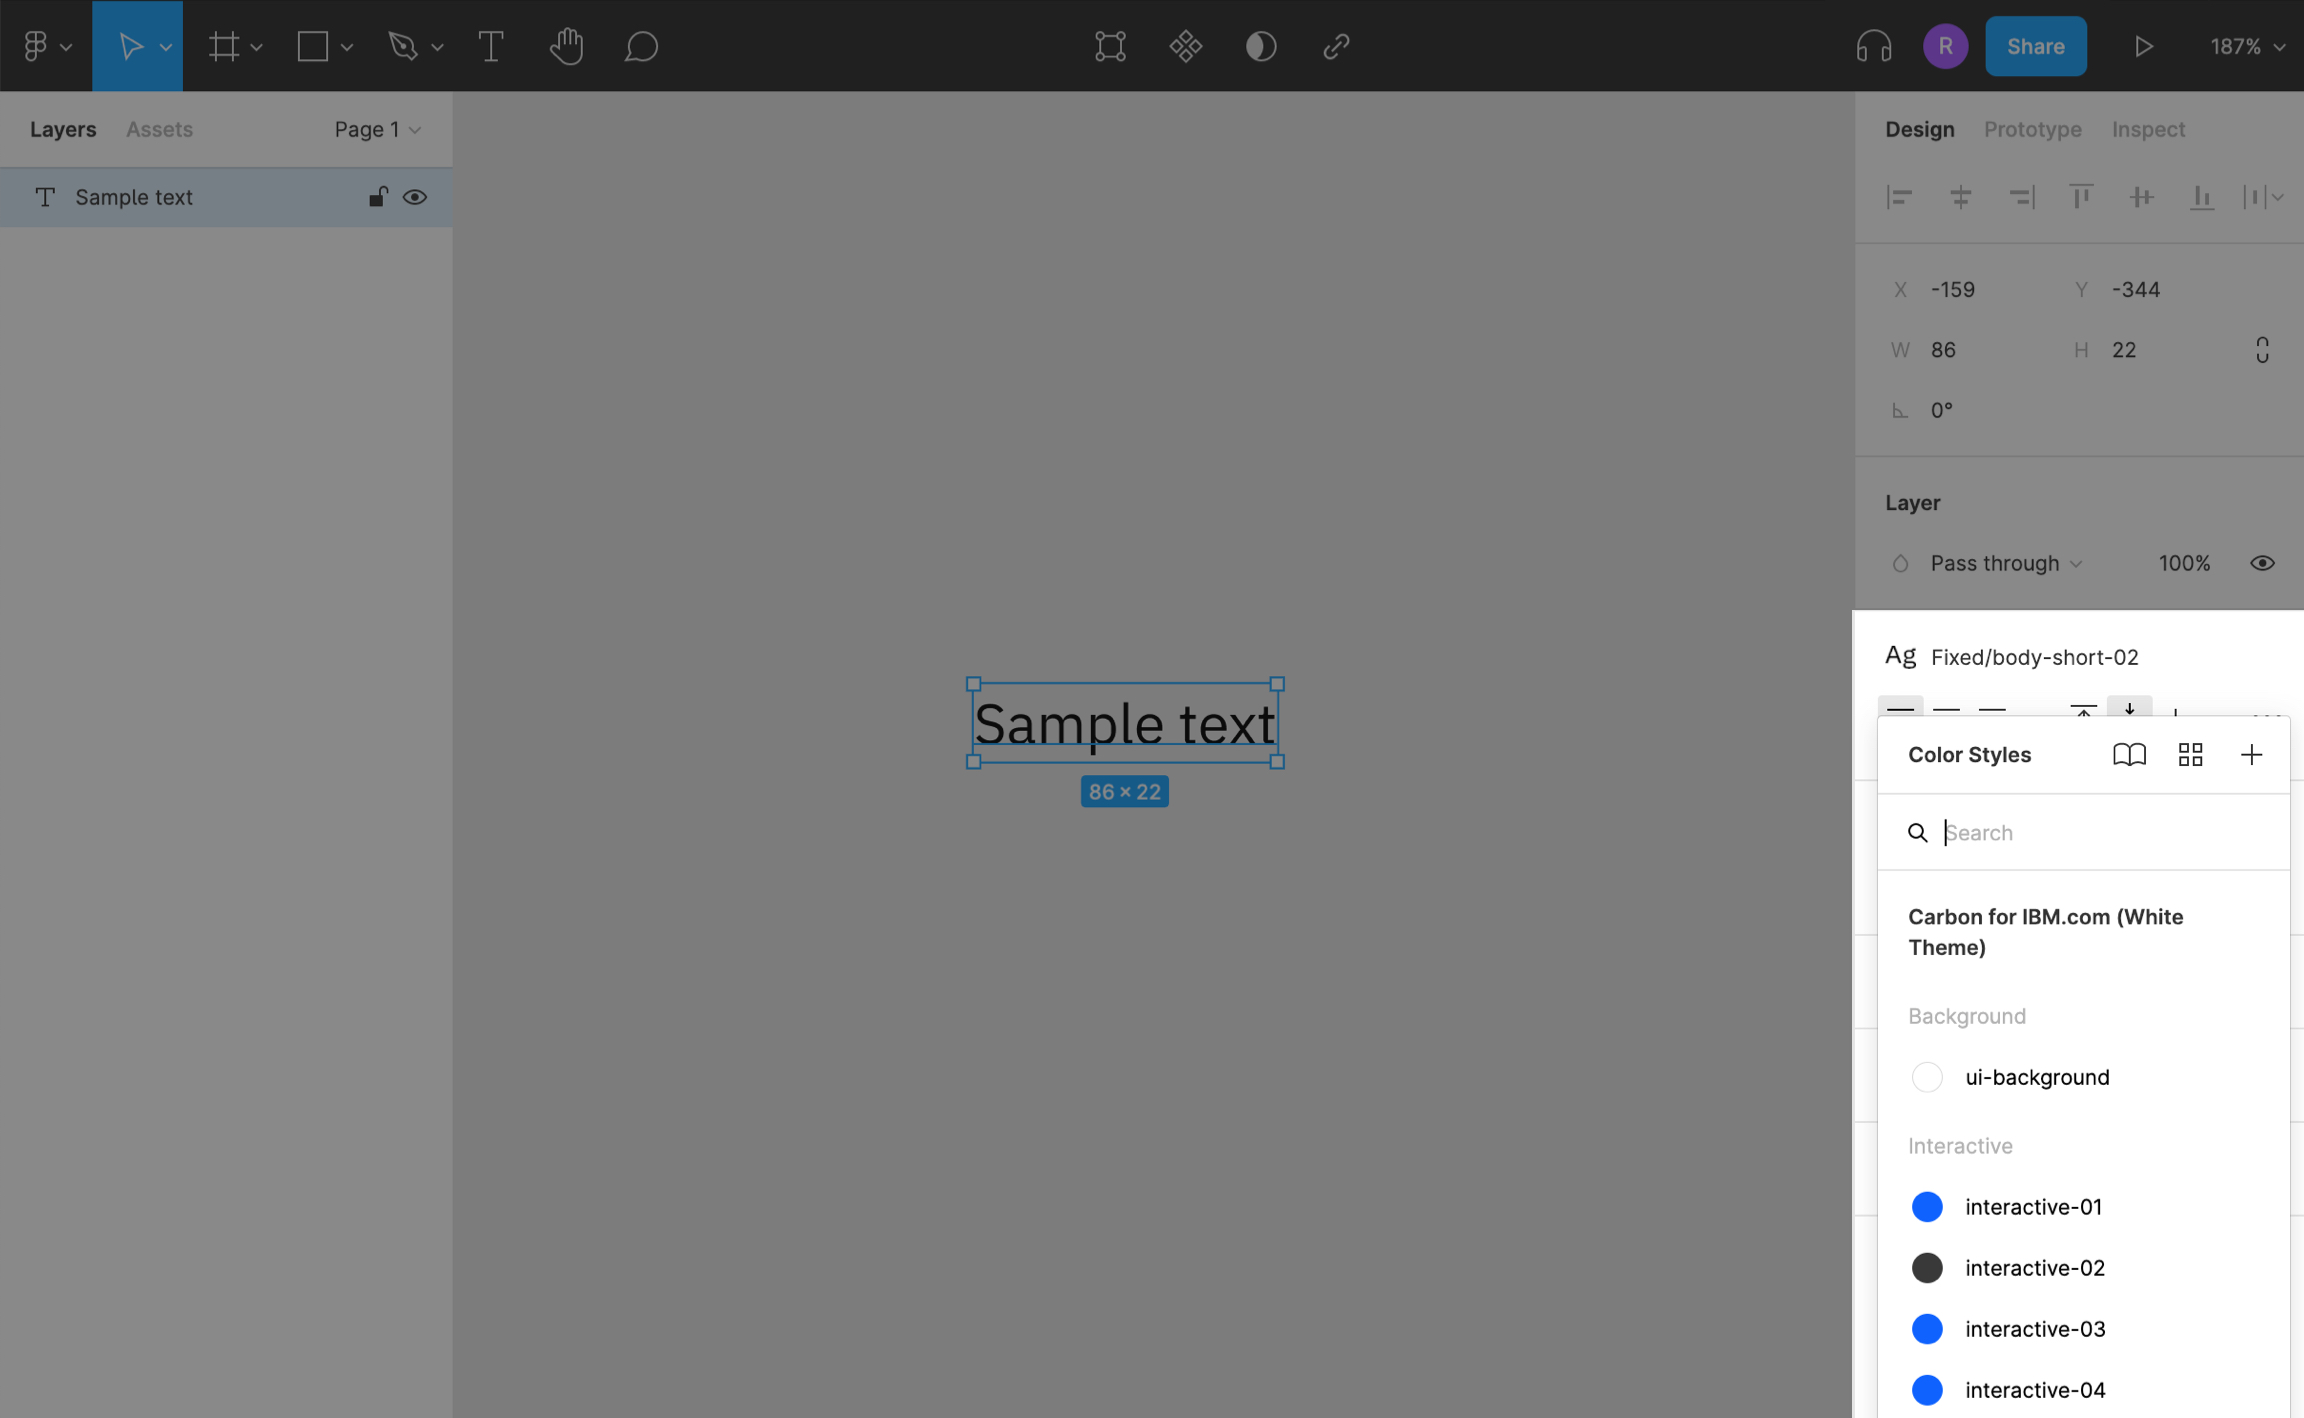 R
Share
187%
Layers
Assets
Page 1
Sample text
Design
Prototype
Inspect
X -159
Y -344
W 86
H 22
0°
Layer
Pass through
100%
Ag Fixed/body-short-02
Sample text
86 × 22
Color Styles
Search
Carbon for IBM.com (White
Theme)
Background
ui-background
Interactive
interactive-01
interactive-02
interactive-03
interactive-04